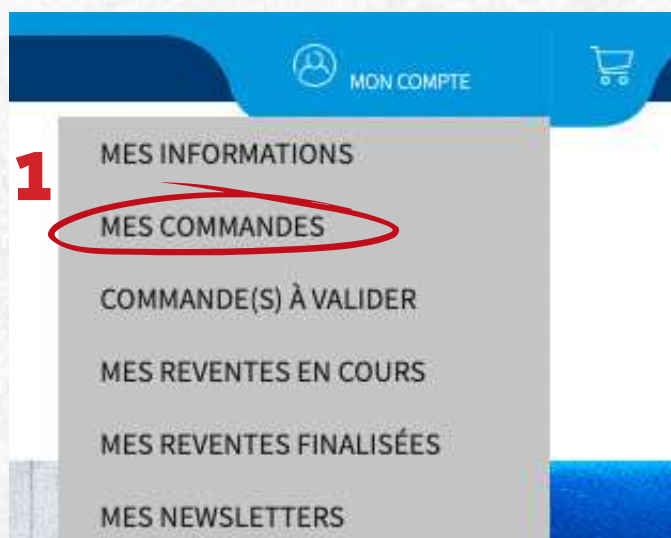 MON COMPTE
1
MES INFORMATIONS
MES COMMANDES
COMMANDE(S) À VALIDER
MES REVENTES EN COURS
MES REVENTES FINALISÉES
MES NEWSLETTERS